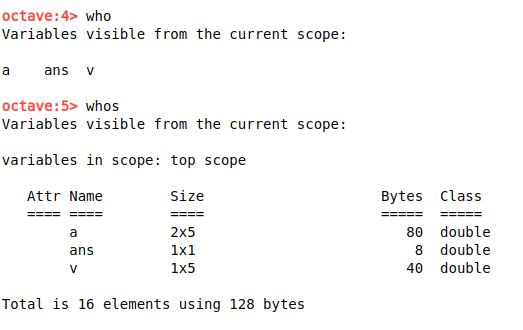 octave:4> who
Variables visible from the current scope:
a    ans  v
octave:5> whos
Variables visible from the current scope:
variables in scope: top scope
   Attr Name        Size                     Bytes  Class
   ==== ====        ====                     =====  =====
        a           2x5                         80  double
        ans         1x1                          8  double
        v           1x5                         40  double
Total is 16 elements using 128 bytes